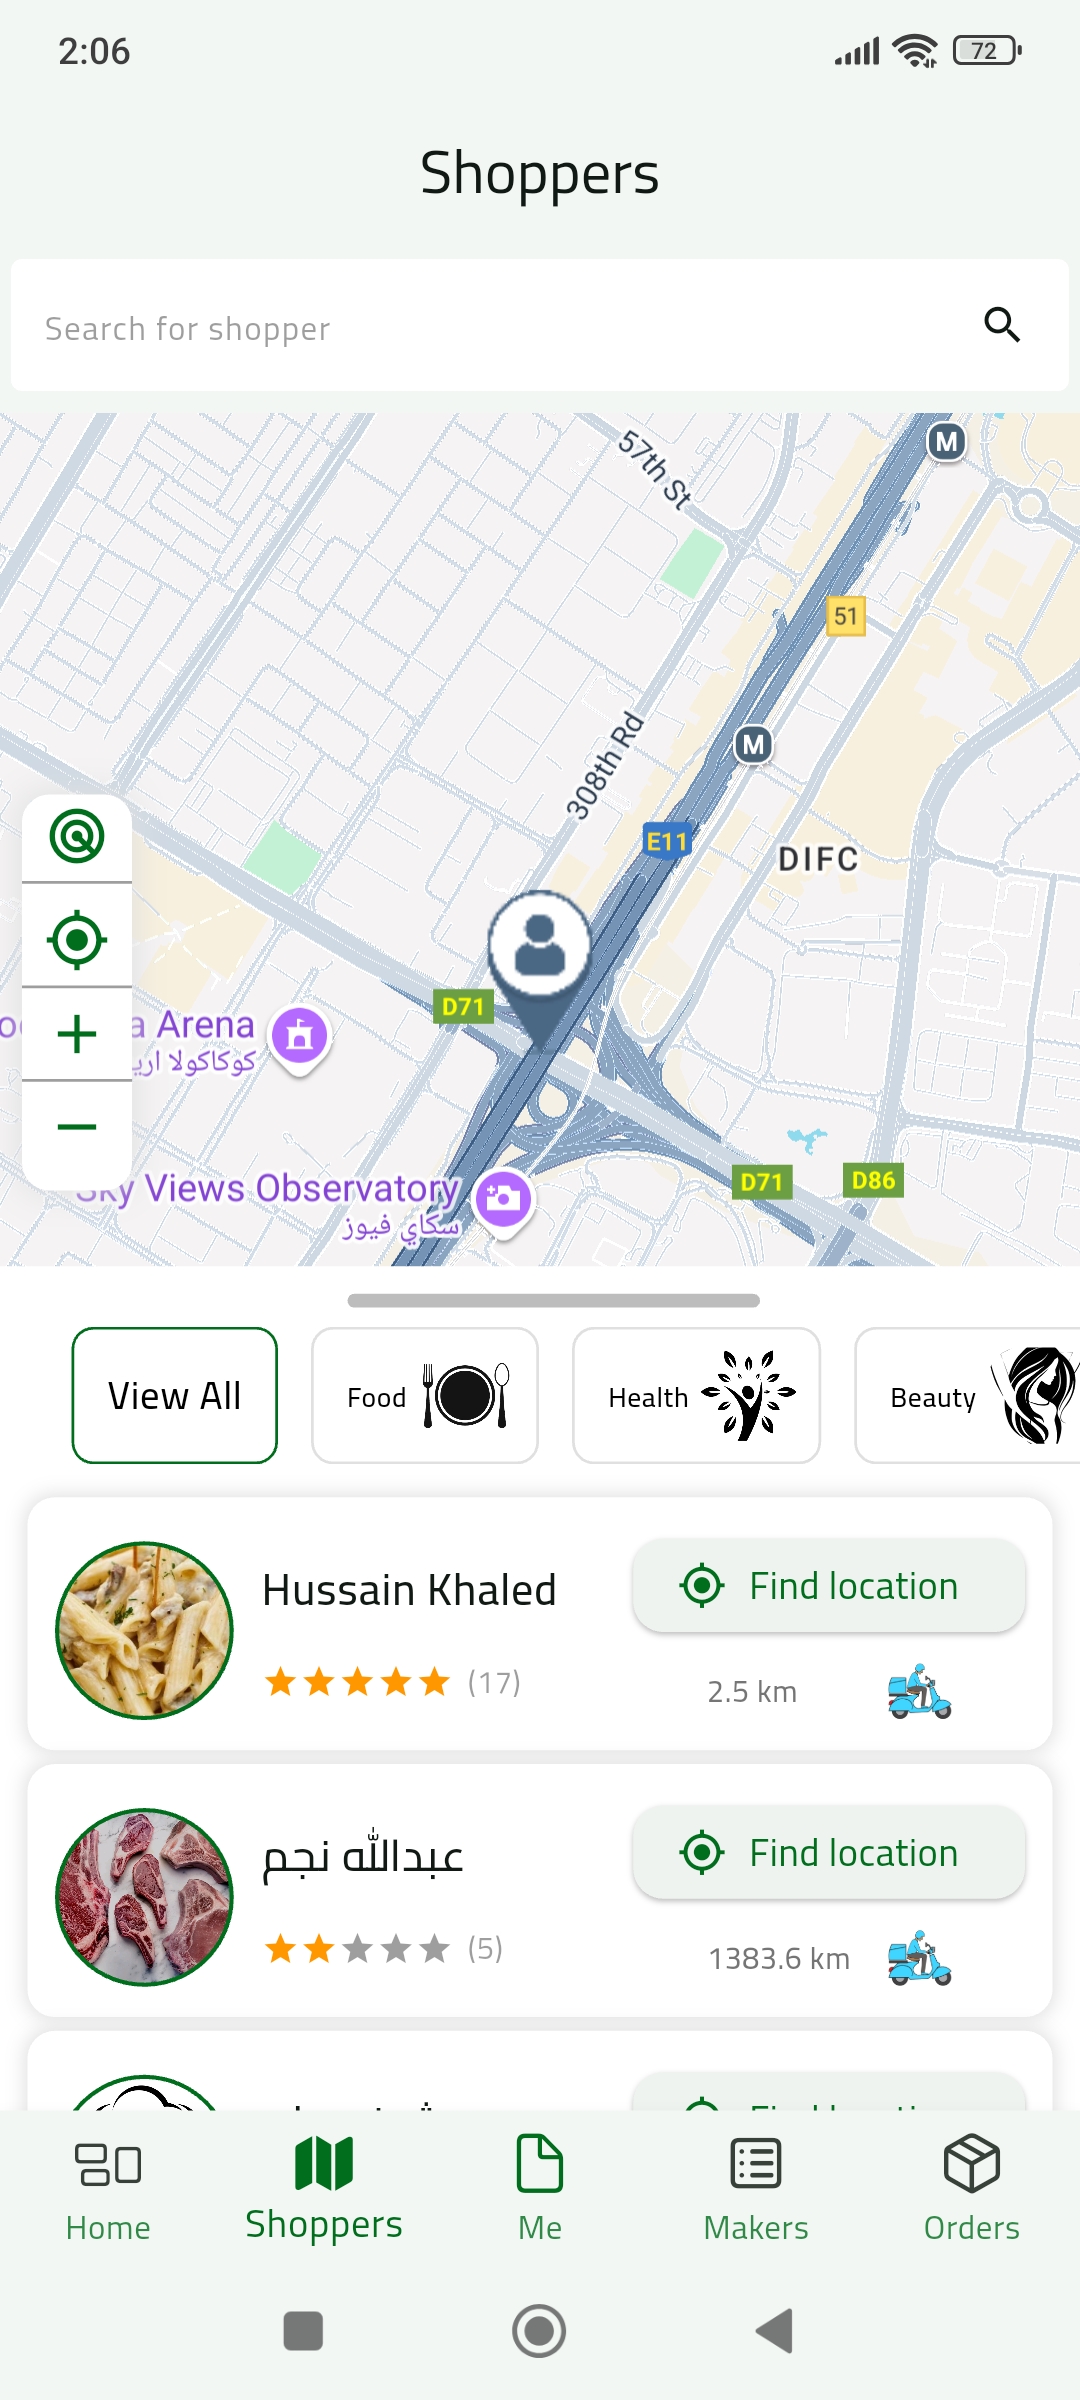 2:06
72
Shoppers
Search for shopper
57th St
M
51
308th Rd
M
E11
DIFC
D71
a Arena
كوكاكولا اري
D71
D86
Sky Views Observatory
سكاي فيوز
View All
Food
Health
Beauty
Hussain Khaled
Find location
(17)
2.5 km
عبدالله نجم
Find location
(5)
1383.6 km
Home
Shoppers
Me
Makers
Orders